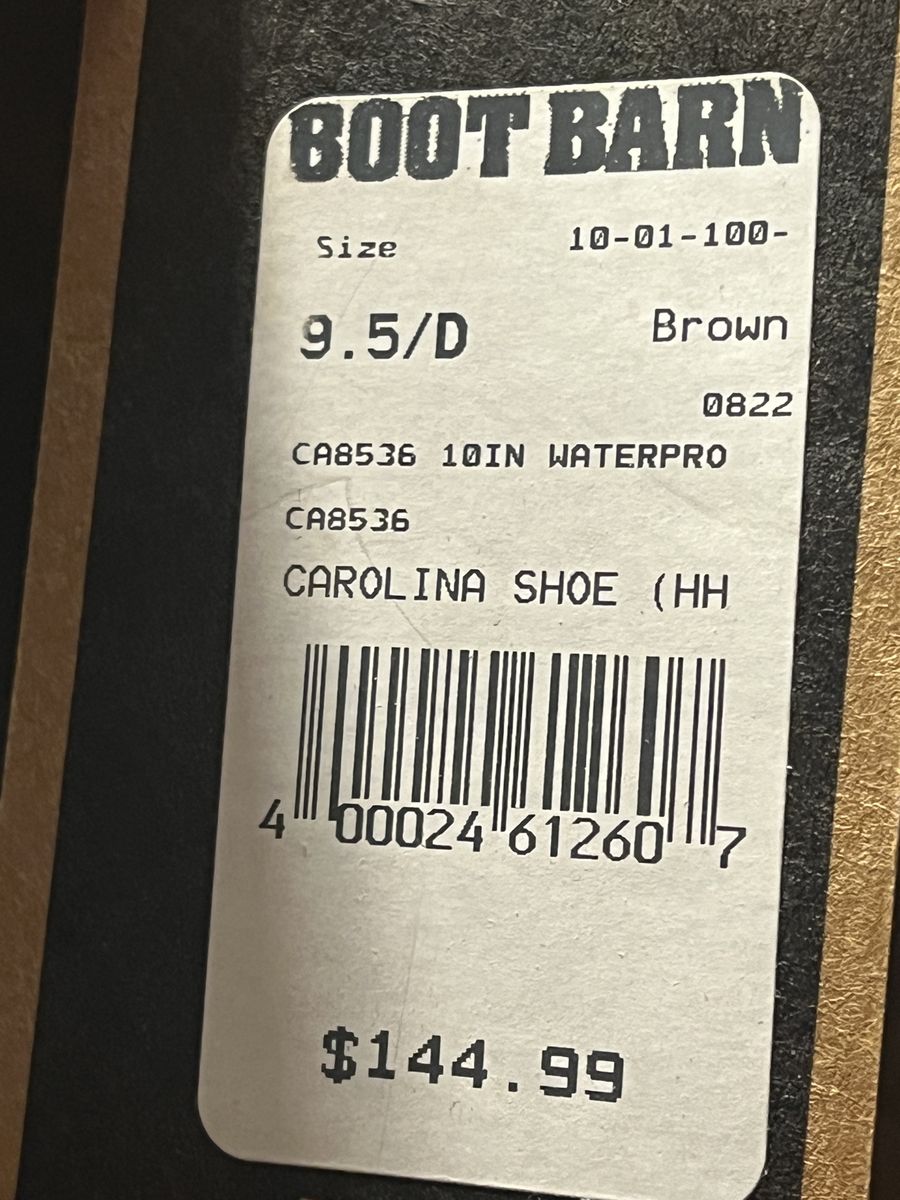 BOOT BARN
Size 10-01-100-
9.5/D Brown
0822
CA8536 10IN WATERPRO
CA8536
CAROLINA SHOE (HH
4 00024 61260 7
$144.99